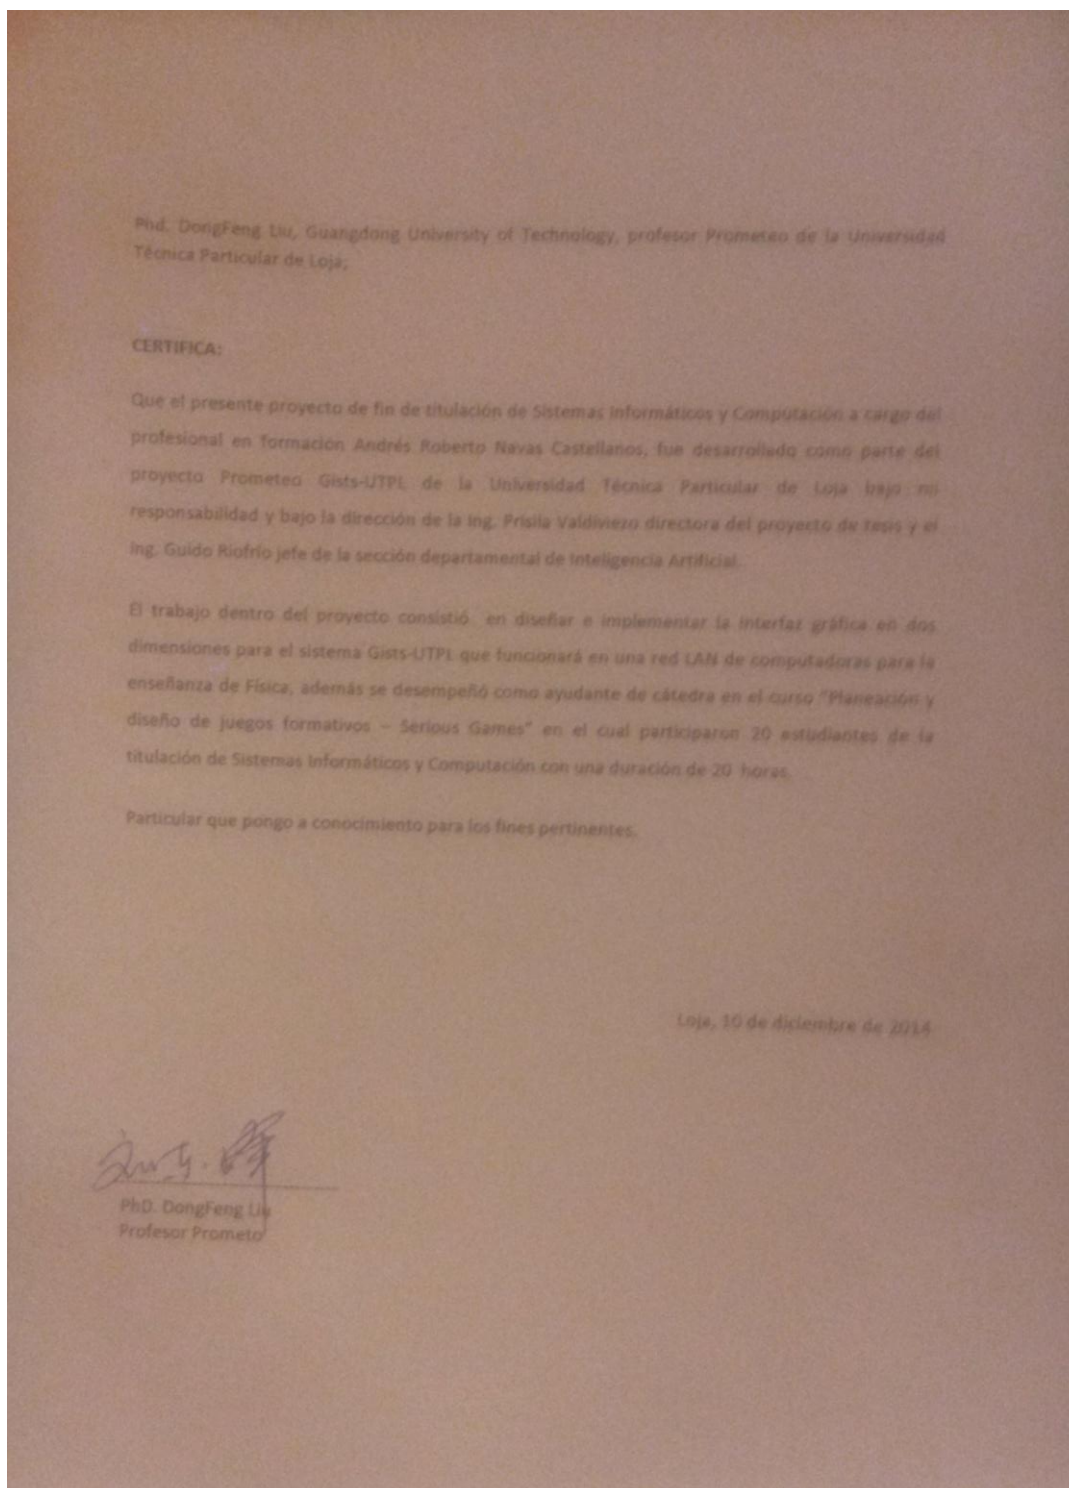 Phd. DongFeng Liu, Guangdong University of Technology, profesor Prometeo de la Universidad
Técnica Particular de Loja;
CERTIFICA:
Que el presente proyecto de fin de titulación de Sistemas Informáticos y Computación a cargo del
profesional en formación Andrés Roberto Navas Castellanos, fue desarrollado como parte del
proyecto Prometeo Gists-UTPL de la Universidad Técnica Particular de Loja bajo mi
responsabilidad y bajo la dirección de la Ing. Prisila Valdiviezo directora del proyecto de tesis y el
Ing. Guido Riofrío jefe de la sección departamental de Inteligencia Artificial.
El trabajo dentro del proyecto consistió en diseñar e implementar la interfaz gráfica en dos
dimensiones para el sistema Gists-UTPL que funcionará en una red LAN de computadoras para la
enseñanza de Física, además se desempeñó como ayudante de cátedra en el curso "Planeación y
diseño de juegos formativos – Serious Games" en el cual participaron 20 estudiantes de la
titulación de Sistemas Informáticos y Computación con una duración de 20 horas.
Particular que pongo a conocimiento para los fines pertinentes.
Loja, 10 de diciembre de 2014
PhD. DongFeng Liu
Profesor Prometo